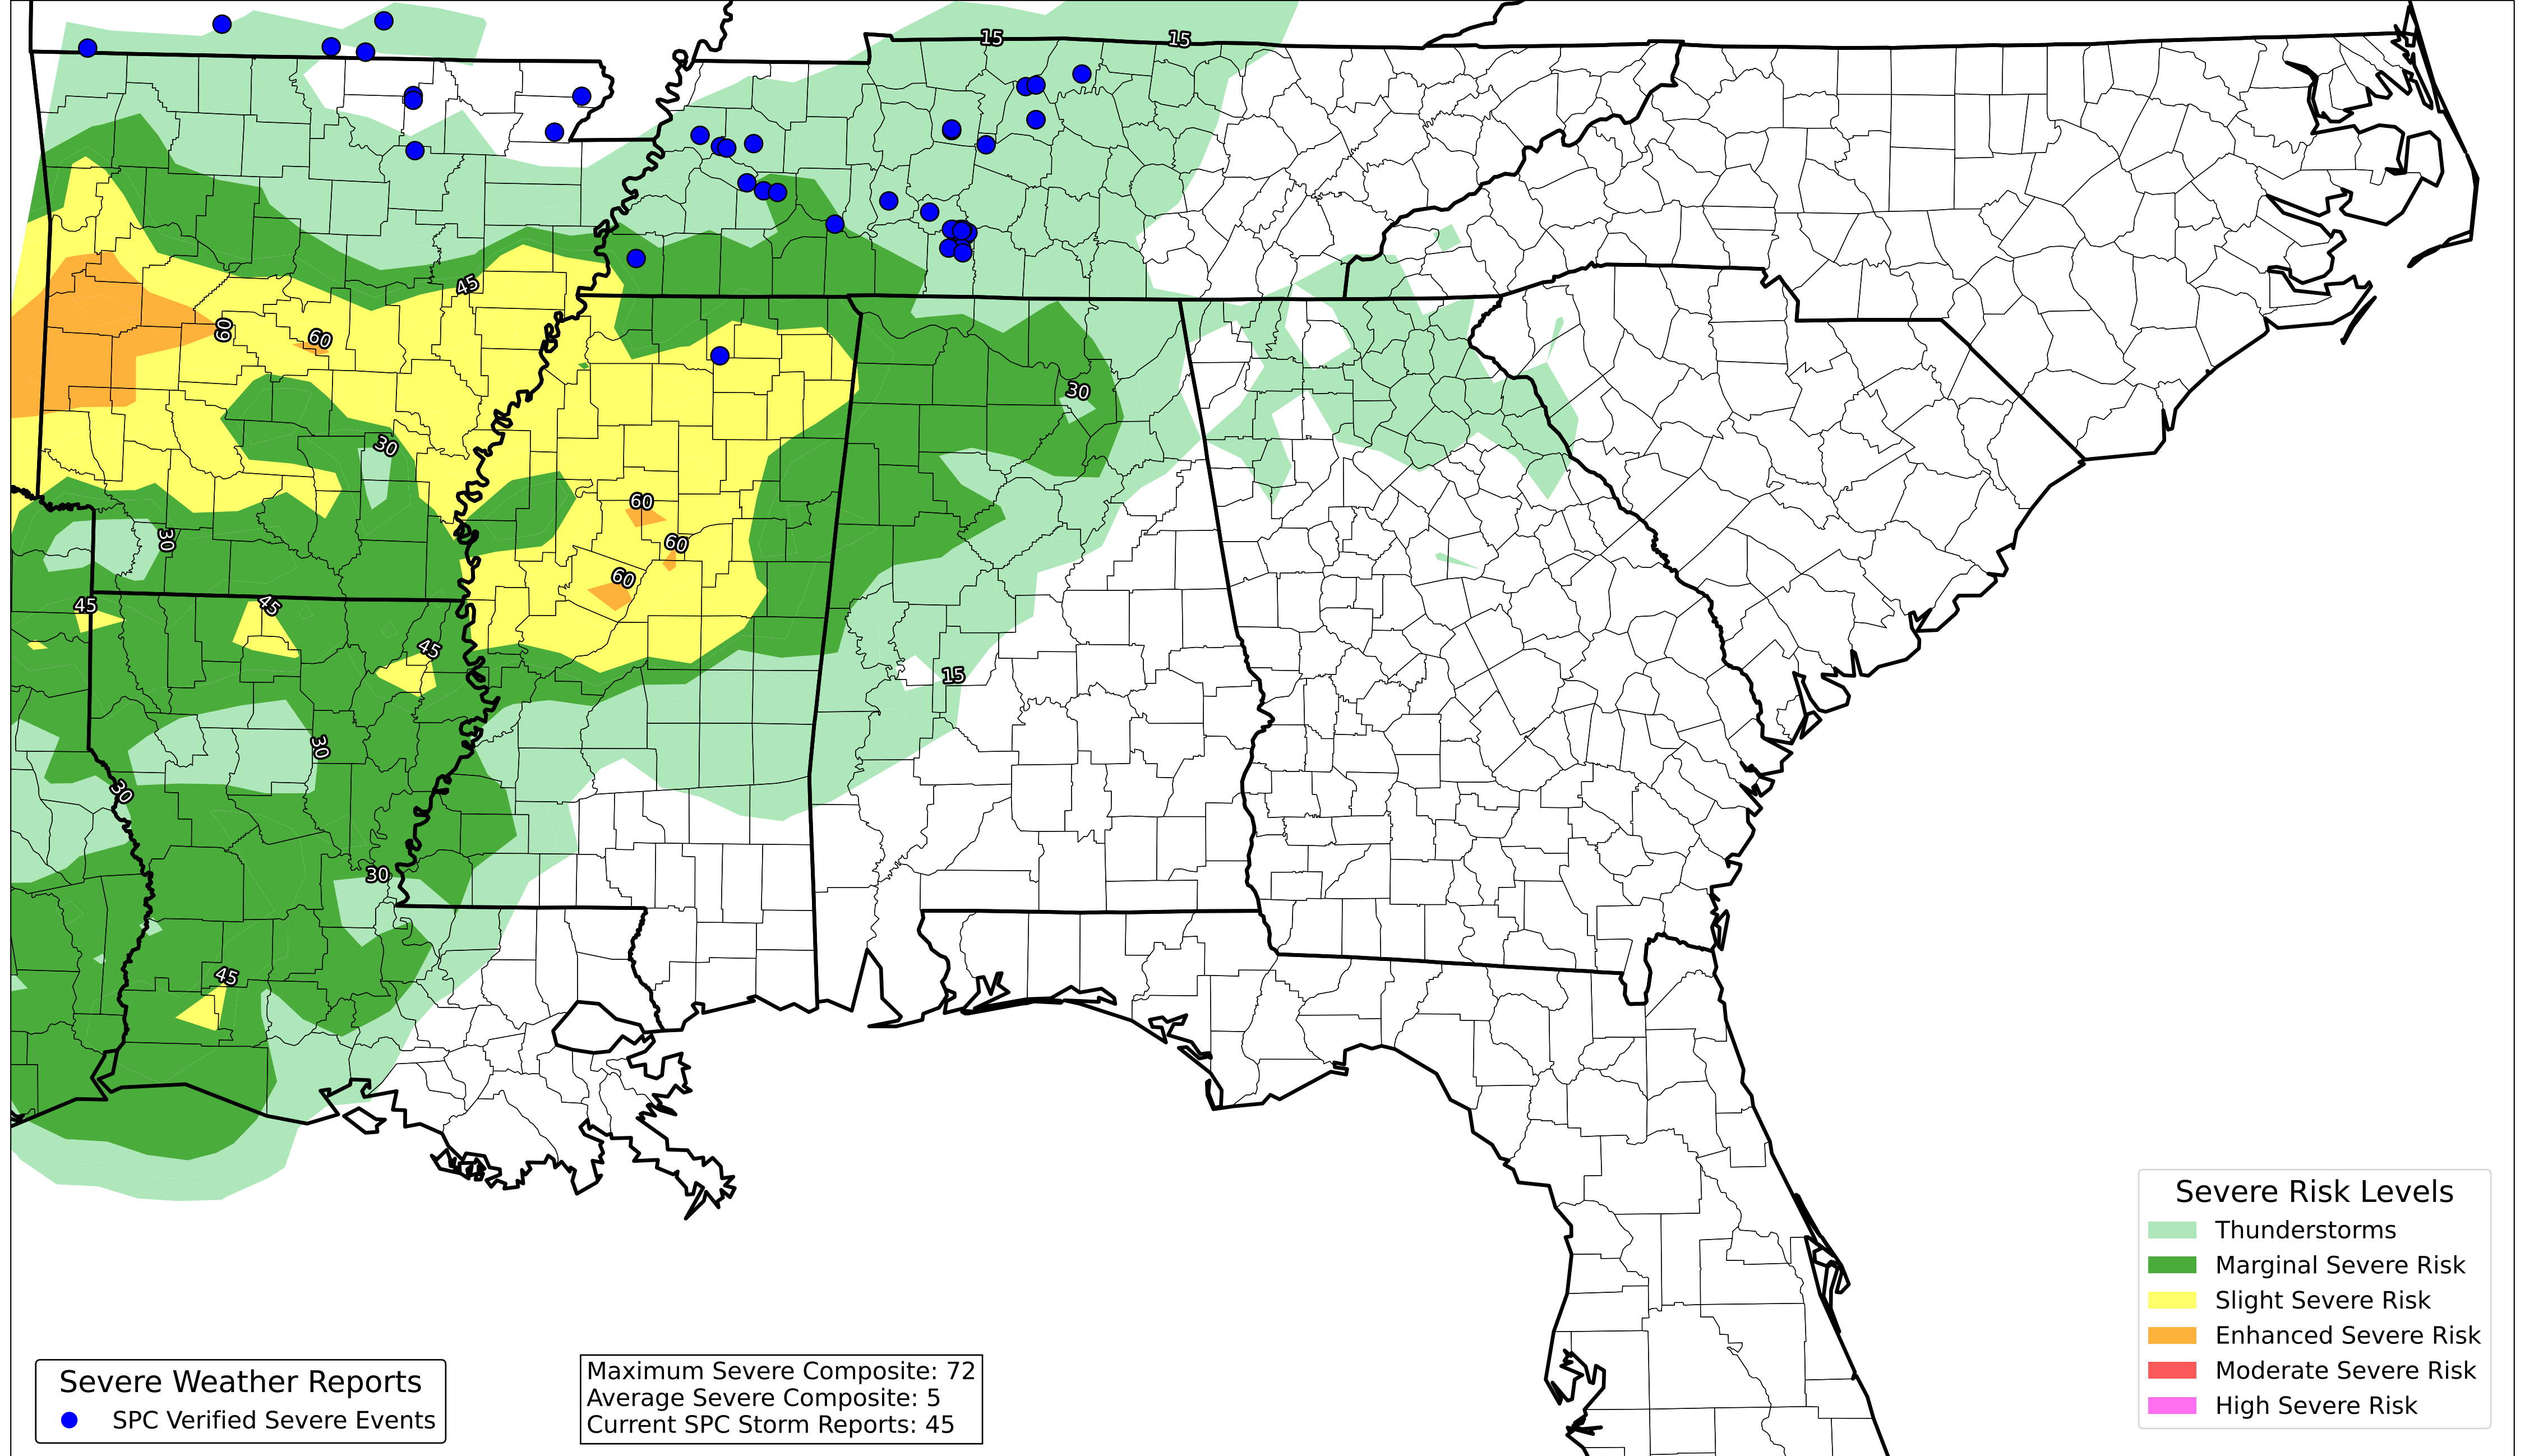 15
15
45
60
60
30
30
60
30
60
60
45
45
45
15
30
30
30
45
Severe Risk Levels
Thunderstorms
Marginal Severe Risk
Slight Severe Risk
Enhanced Severe Risk
Moderate Severe Risk
High Severe Risk
Severe Weather Reports
SPC Verified Severe Events
Maximum Severe Composite: 72
Average Severe Composite: 5
Current SPC Storm Reports: 45